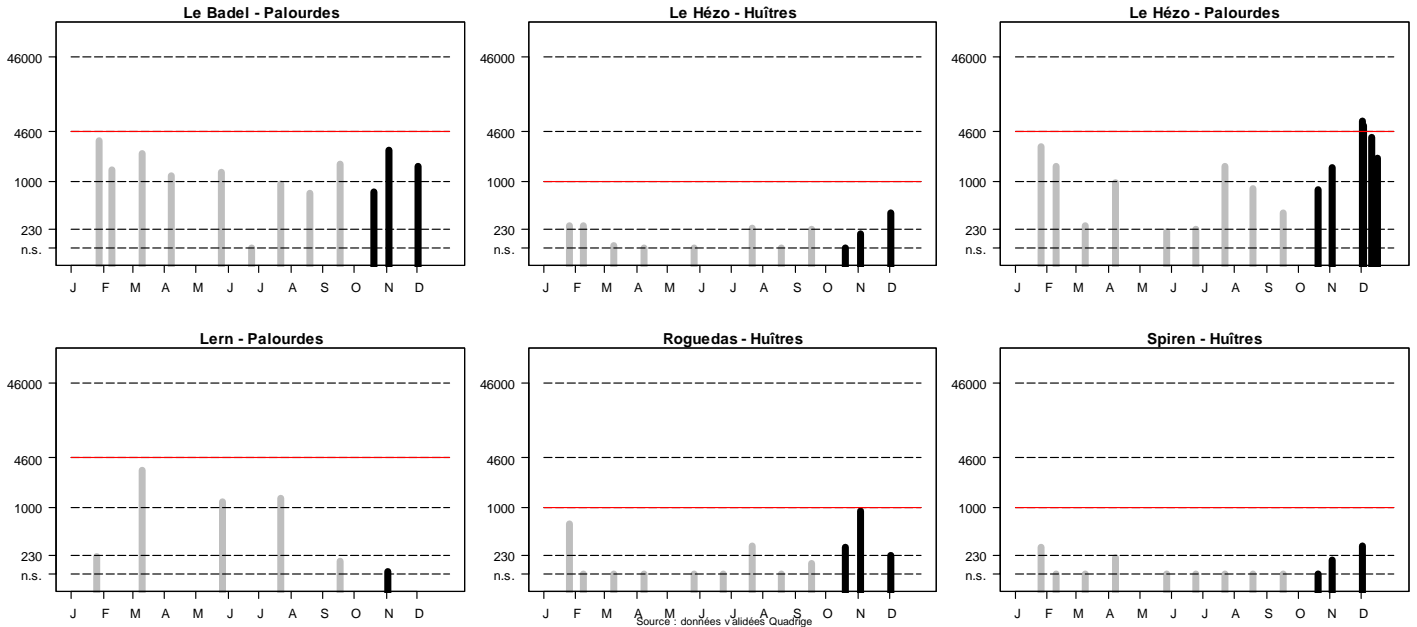 Le Badel - Palourdes
46000
4600
1000
230
n.s.
J F M A M J J A S O N D
Le Hézo - Huîtres
46000
4600
1000
230
n.s.
J F M A M J J A S O N D
Le Hézo - Palourdes
46000
4600
1000
230
n.s.
J F M A M J J A S O N D
Lern - Palourdes
46000
4600
1000
230
n.s.
J F M A M J J A S O N D
Roguedas - Huîtres
46000
4600
1000
230
n.s.
J F M A M J J A S O N D
Spiren - Huîtres
46000
4600
1000
230
n.s.
J F M A M J J A S O N D
Source : données validées Quadrige